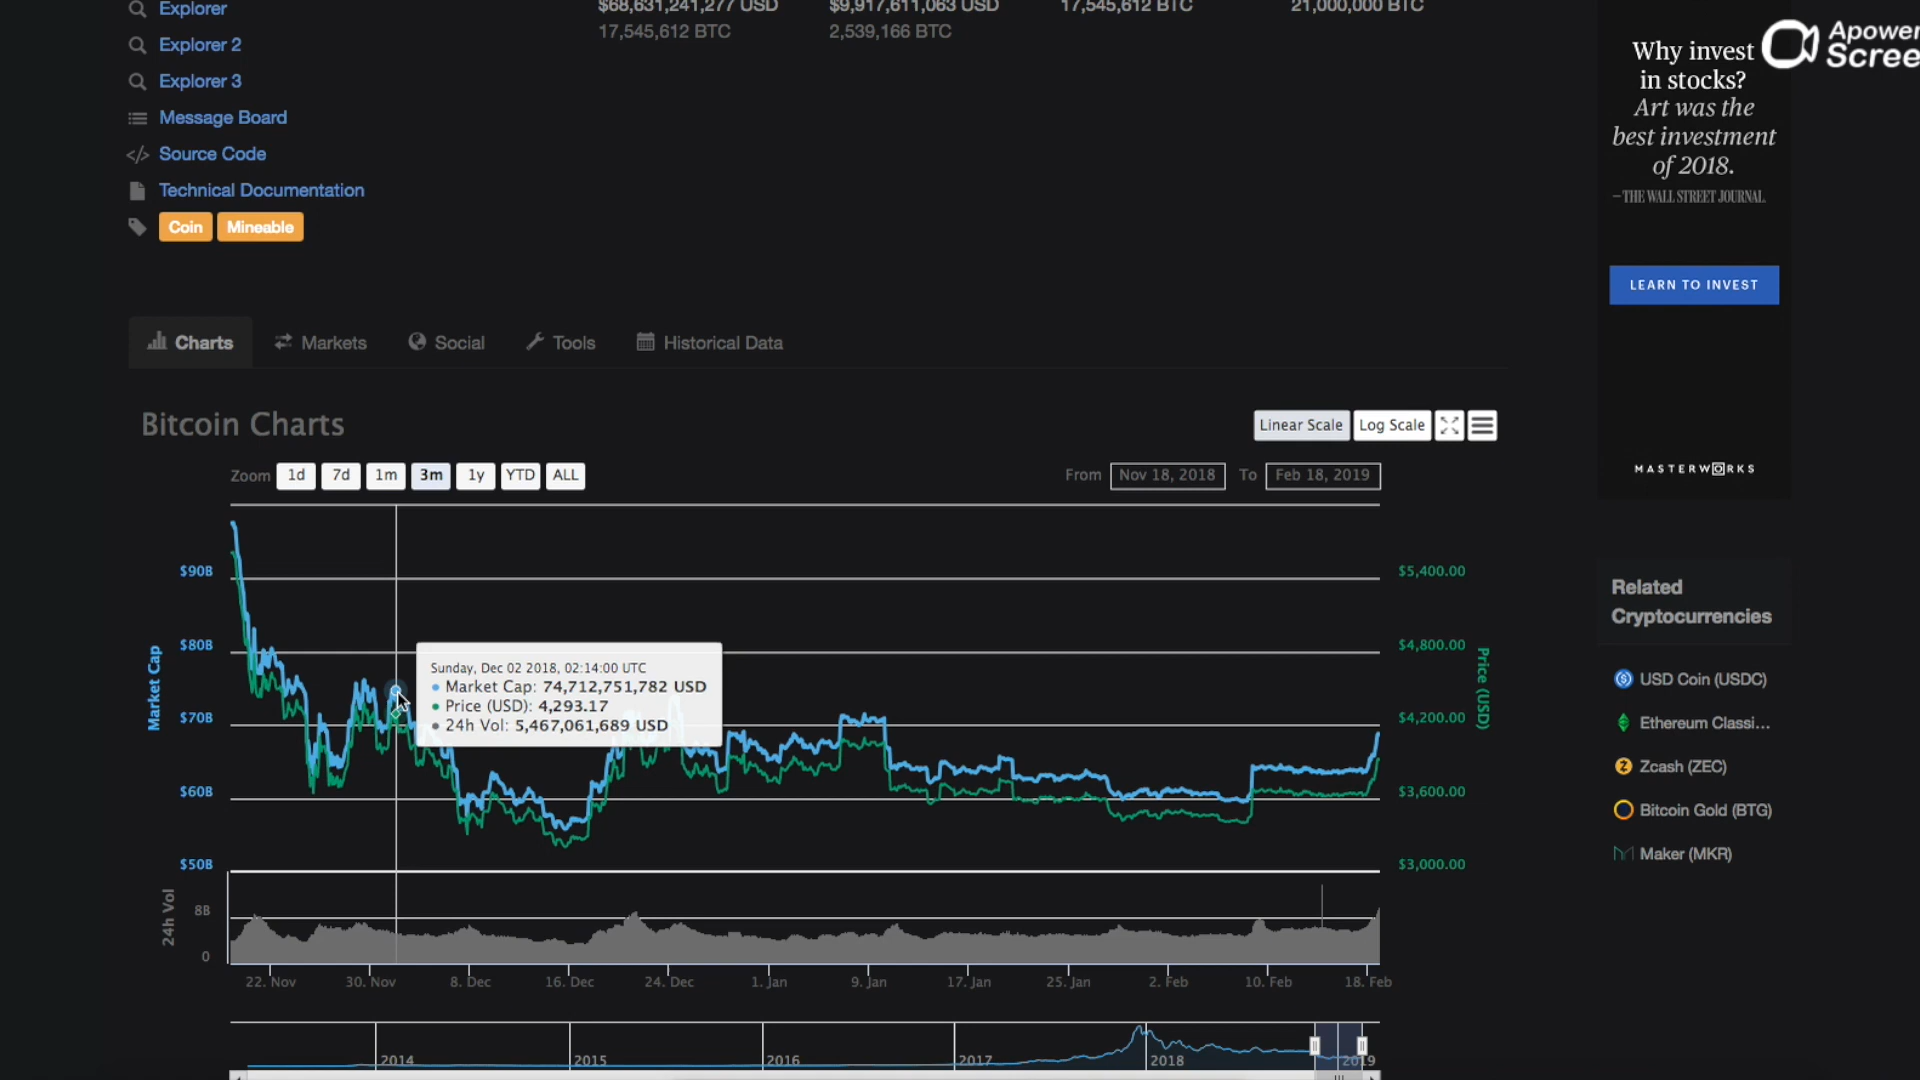 Explorer
$68,631,241,277 USD
$9,917,611,063 USD
17,545,612 BTC
21,000,000 BTC
17,545,612 BTC
2,539,166 BTC
Explorer 2
Explorer 3
Message Board
Source Code
Technical Documentation
Coin Mineable
Apower
Scree
Why invest
in stocks?
Art was the
best investment
of 2018.
—THE WALL STREET JOURNAL.
LEARN TO INVEST
MASTERWORKS
Charts Markets Social Tools Historical Data
Bitcoin Charts
Linear Scale Log Scale
Zoom 1d 7d 1m 3m 1y YTD ALL
From Nov 18, 2018 To Feb 18, 2019
Market Cap
$90B
$80B
$70B
$60B
$50B
Sunday, Dec 02 2018, 02:14:00 UTC
Market Cap: 74,712,751,782 USD
Price (USD): 4,293.17
24h Vol: 5,467,061,689 USD
$5,400.00
$4,800.00
$4,200.00
$3,600.00
$3,000.00
Price (USD)
24h Vol
8B
0
22. Nov 30. Nov 8. Dec 16. Dec 24. Dec 1. Jan 9. Jan 17. Jan 25. Jan 2. Feb 10. Feb 18. Feb
2014 2015 2016 2017 2018 2019
Related
Cryptocurrencies
USD Coin (USDC)
Ethereum Classi...
Zcash (ZEC)
Bitcoin Gold (BTG)
Maker (MKR)